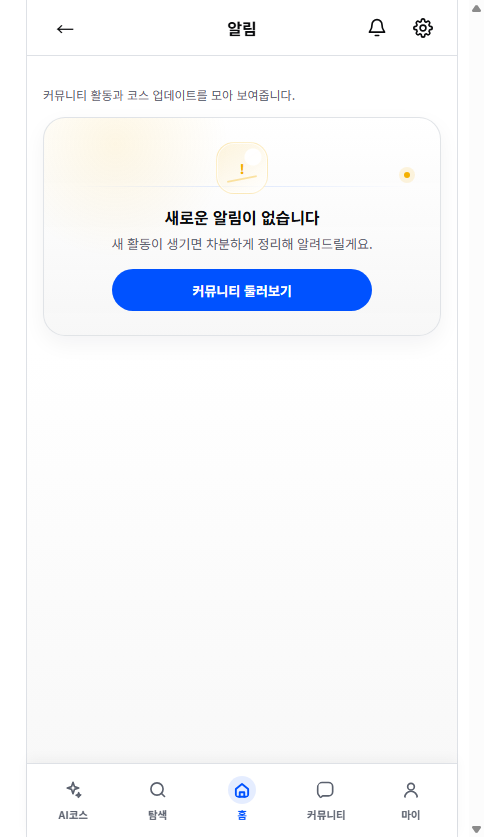 알림
커뮤니티 활동과 코스 업데이트를 모아 보여줍니다.
!
새로운 알림이 없습니다
새 활동이 생기면 차분하게 정리해 알려드릴게요.
커뮤니티 둘러보기
AI코스
탐색
홈
커뮤니티
마이